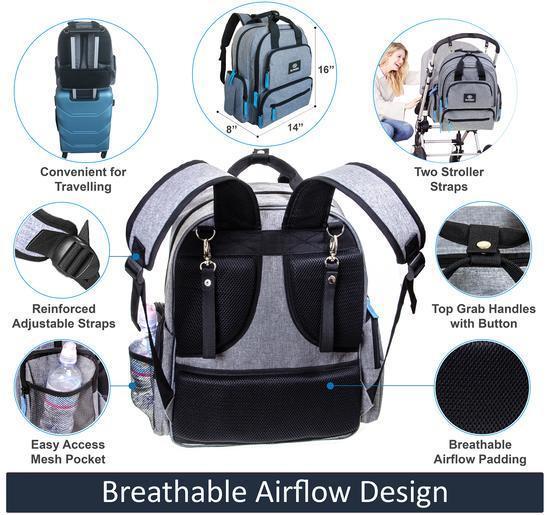 16"
8"
14"
Convenient for
Travelling
Two Stroller
Straps
Reinforced
Adjustable Straps
Top Grab Handles
with Button
Easy Access
Mesh Pocket
Breathable
Airflow Padding
Breathable Airflow Design